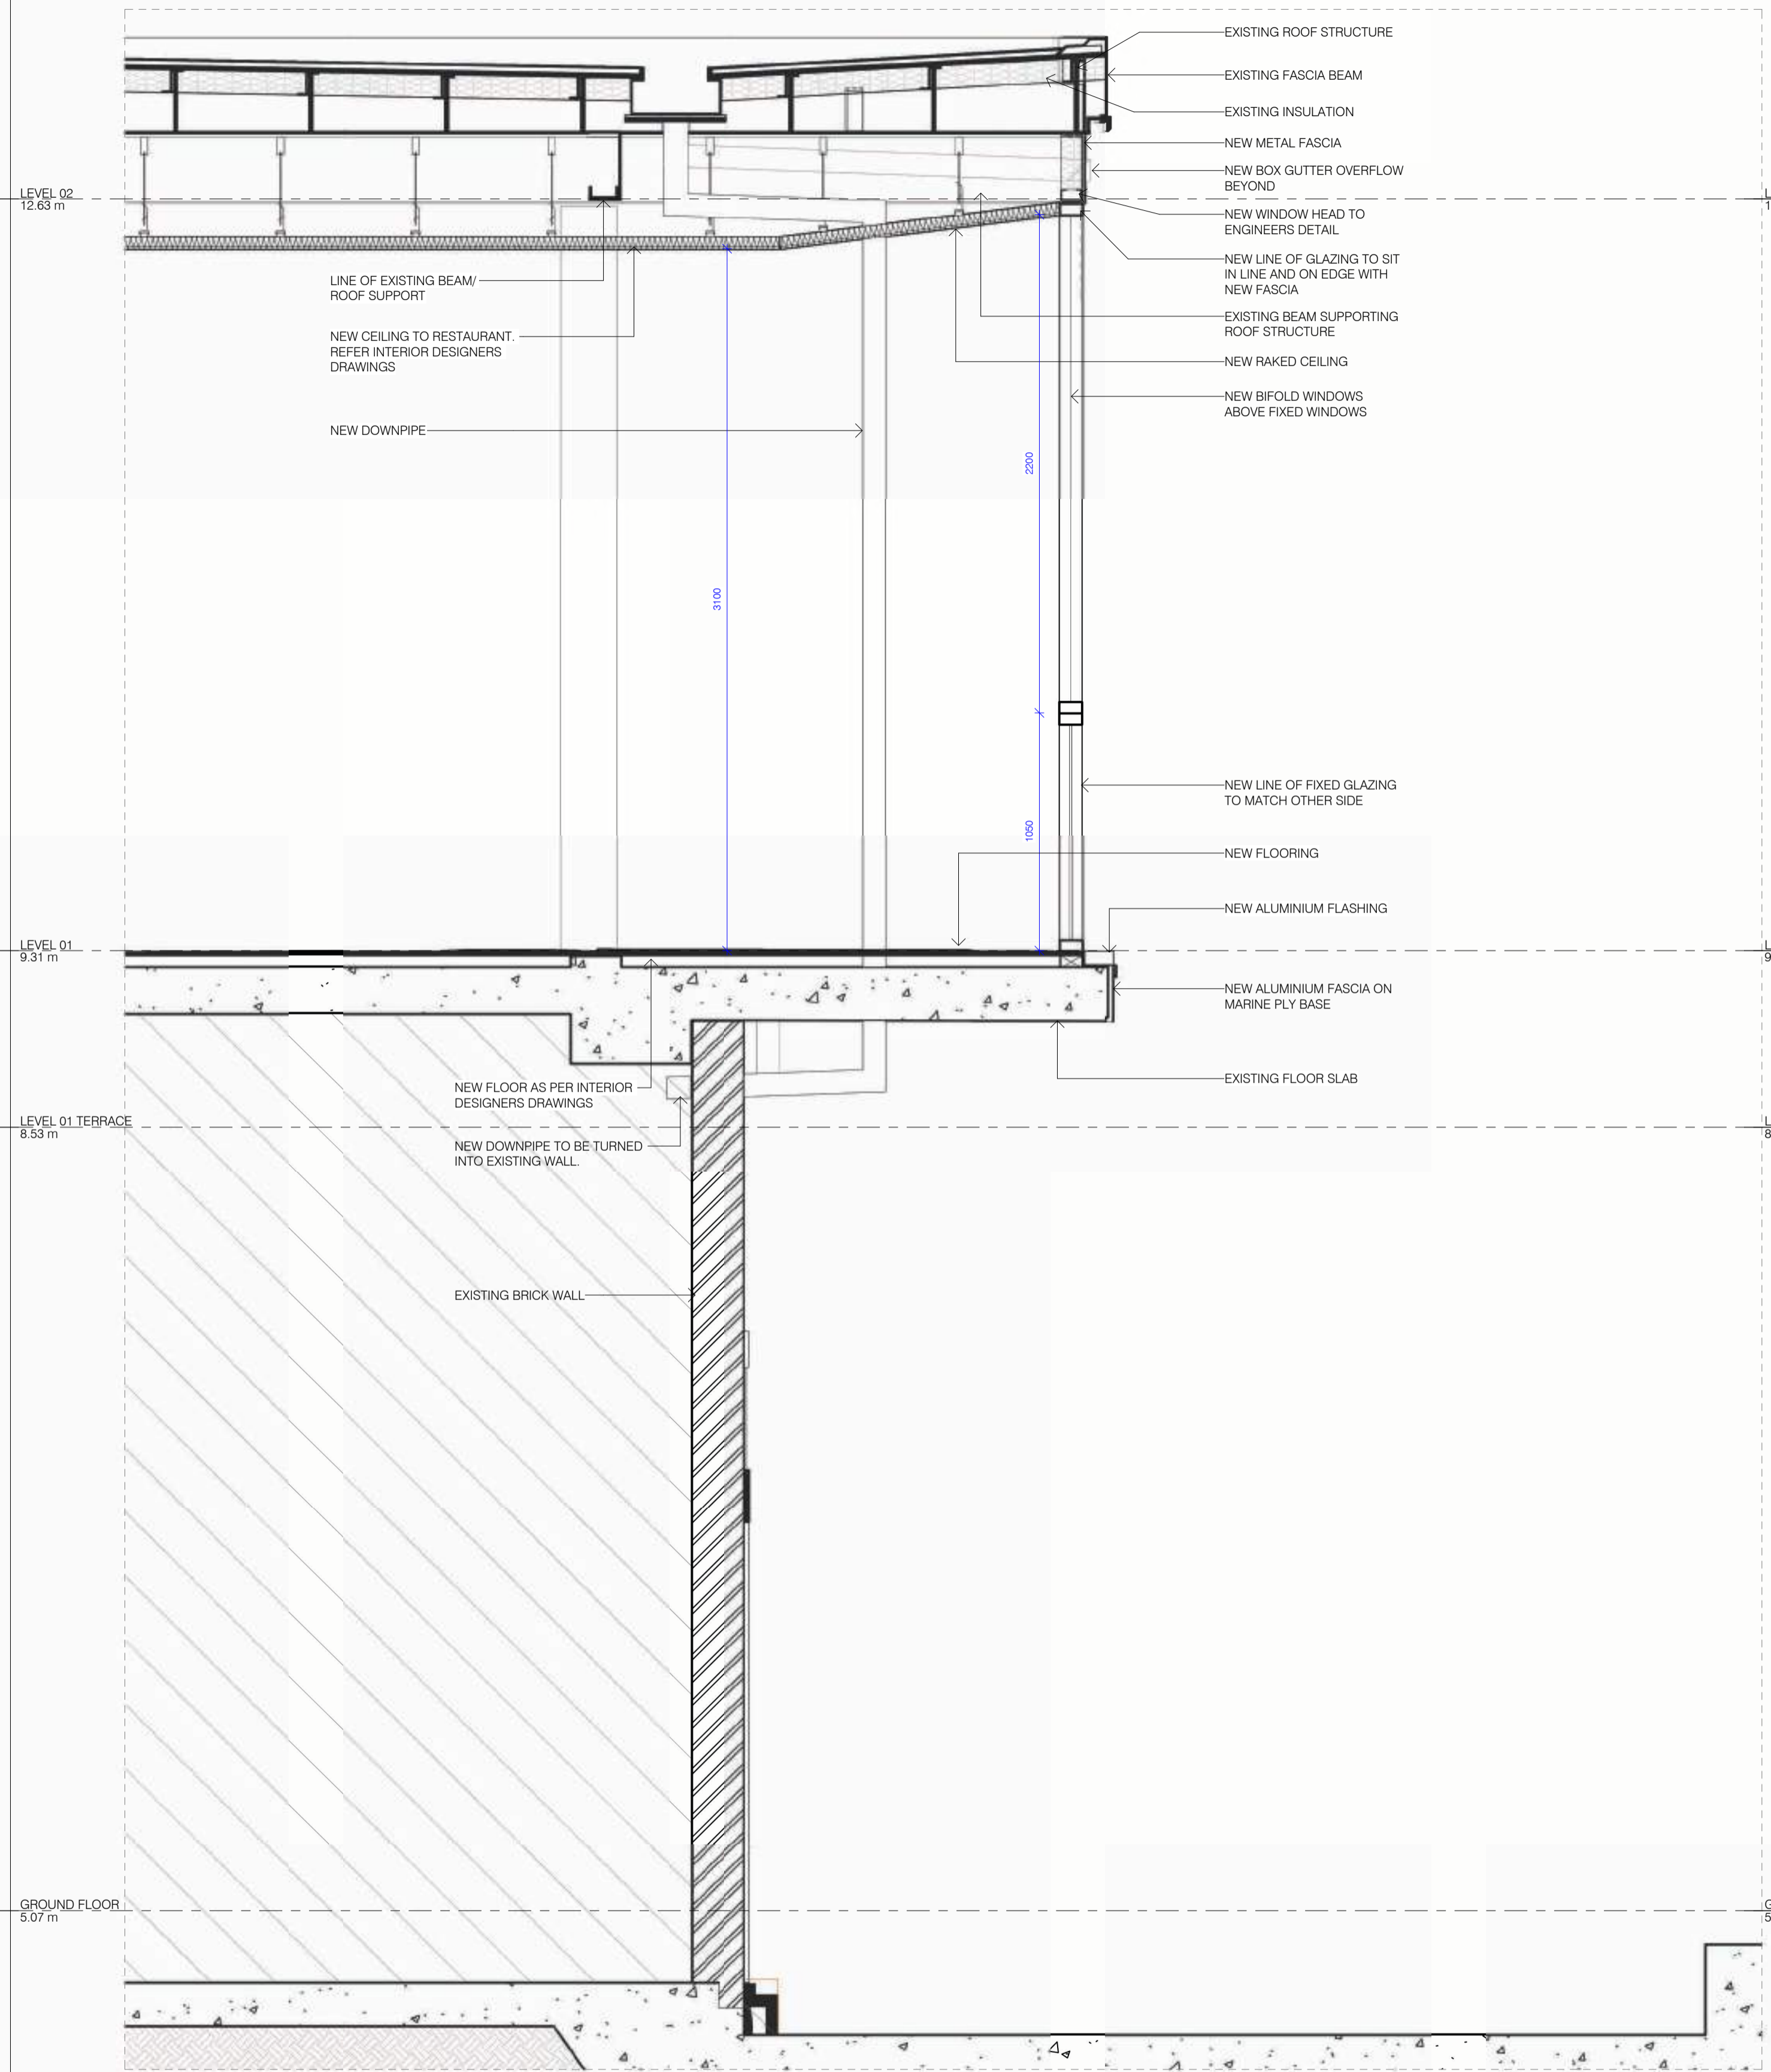 EXISTING ROOF STRUCTURE
EXISTING FASCIA BEAM
EXISTING INSULATION
NEW METAL FASCIA
NEW BOX GUTTER OVERFLOW
BEYOND
LEVEL 02
12.63 m
L
1
NEW WINDOW HEAD TO
ENGINEERS DETAIL
NEW LINE OF GLAZING TO SIT
IN LINE AND ON EDGE WITH
NEW FASCIA
LINE OF EXISTING BEAM/
ROOF SUPPORT
EXISTING BEAM SUPPORTING
ROOF STRUCTURE
NEW CEILING TO RESTAURANT.
REFER INTERIOR DESIGNERS
DRAWINGS
NEW RAKED CEILING
NEW BIFOLD WINDOWS
ABOVE FIXED WINDOWS
NEW DOWNPIPE
2200
3100
NEW LINE OF FIXED GLAZING
TO MATCH OTHER SIDE
1050
NEW FLOORING
NEW ALUMINIUM FLASHING
LEVEL 01
9.31 m
L
9
NEW ALUMINIUM FASCIA ON
MARINE PLY BASE
EXISTING FLOOR SLAB
NEW FLOOR AS PER INTERIOR
DESIGNERS DRAWINGS
LEVEL 01 TERRACE
8.53 m
L
8
NEW DOWNPIPE TO BE TURNED
INTO EXISTING WALL.
EXISTING BRICK WALL
GROUND FLOOR
5.07 m
G
5